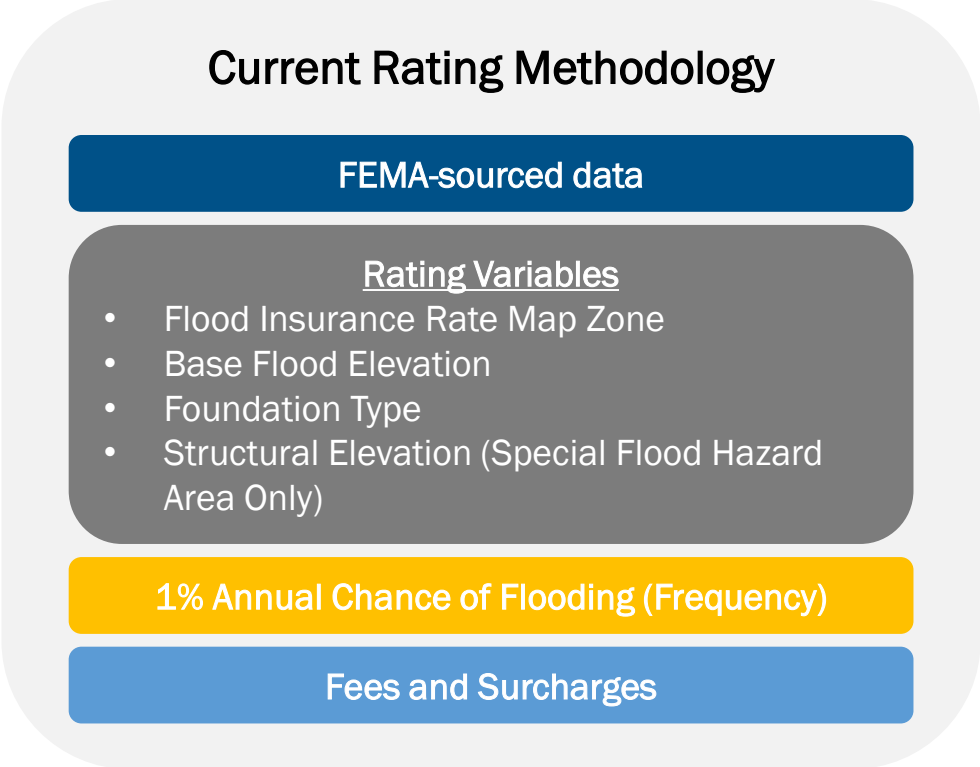 Current Rating Methodology
FEMA-sourced data
Rating Variables
• Flood Insurance Rate Map Zone
• Base Flood Elevation
• Foundation Type
• Structural Elevation (Special Flood Hazard
Area Only)
1% Annual Chance of Flooding (Frequency)
Fees and Surcharges